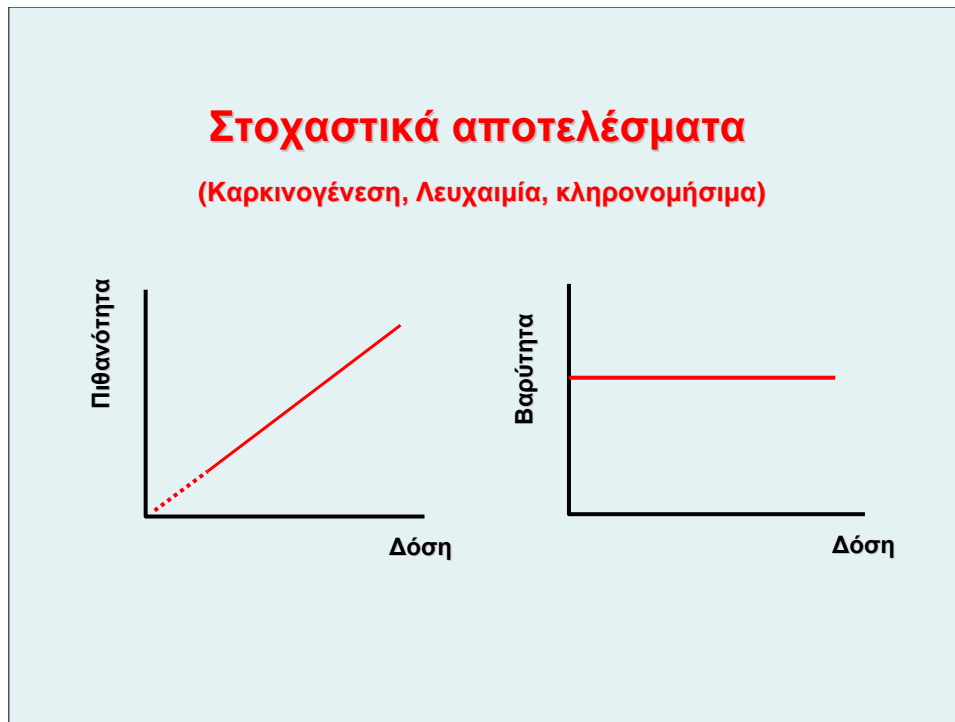 Στοχαστικά αποτελέσματα
(Καρκινογένεση, Λευχαιμία, κληρονομήσιμα)
Πιθανότητα
Δόση
Βαρύτητα
Δόση